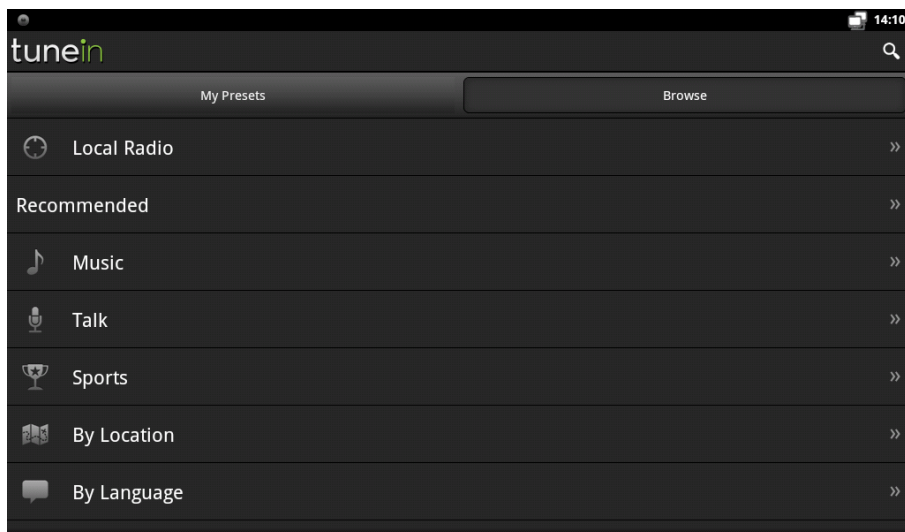 14:10
tunein
My Presets
Browse
Local Radio
Recommended
Music
Talk
Sports
By Location
By Language